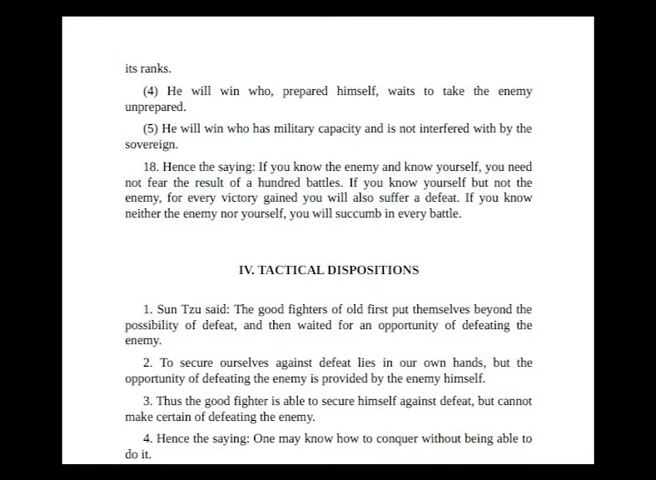 its ranks.
(4) He will win who, prepared himself, waits to take the enemy
unprepared.
(5) He will win who has military capacity and is not interfered with by the
sovereign.
18. Hence the saying: If you know the enemy and know yourself, you need
not fear the result of a hundred battles. If you know yourself but not the
enemy, for every victory gained you will also suffer a defeat. If you know
neither the enemy nor yourself, you will succumb in every battle.
IV. TACTICAL DISPOSITIONS
1. Sun Tzu said: The good fighters of old first put themselves beyond the
possibility of defeat, and then waited for an opportunity of defeating the
enemy.
2. To secure ourselves against defeat lies in our own hands, but the
opportunity of defeating the enemy is provided by the enemy himself.
3. Thus the good fighter is able to secure himself against defeat, but cannot
make certain of defeating the enemy.
4. Hence the saying: One may know how to conquer without being able to
do it.